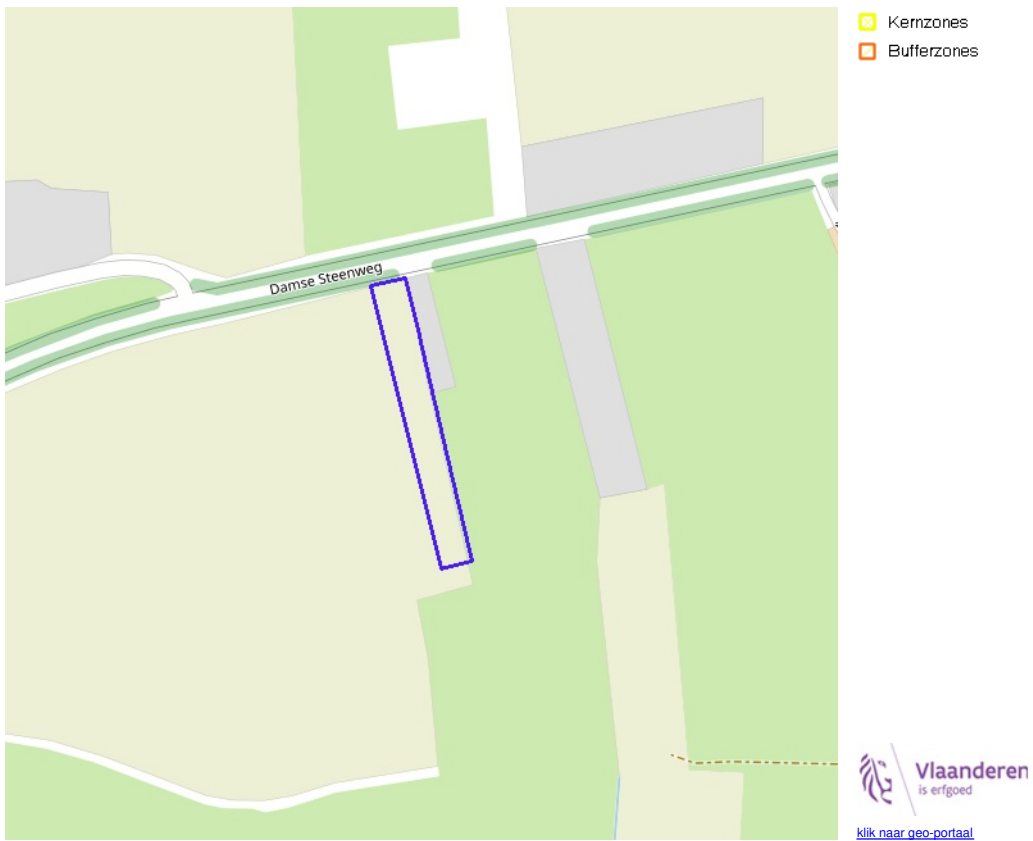 Kernzones
Bufferzones
Damse Steenweg
Vlaanderen
is erfgoed
klik naar geo-portaal